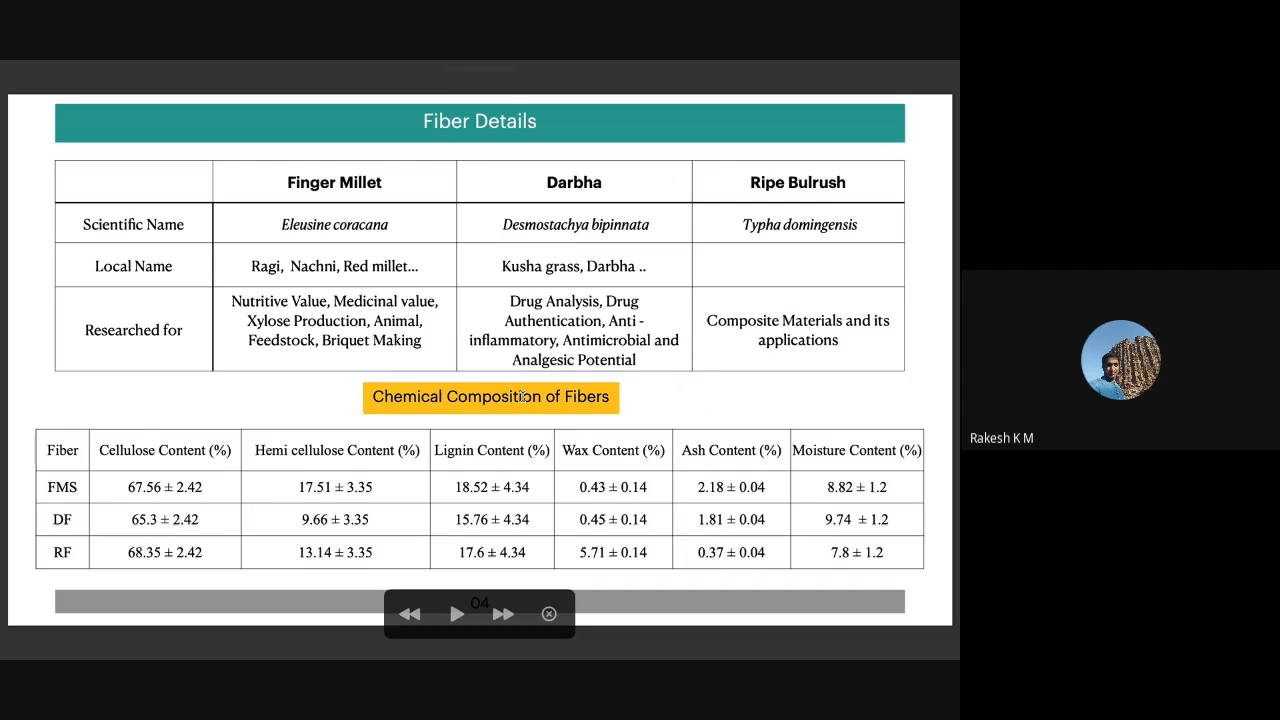 Fiber Details
Finger Millet Darbha Ripe Bulrush
Scientific Name Eleusine coracana Desmostachya bipinnata Typha domingensis
Local Name Ragi, Nachni, Red millet... Kusha grass, Darbha ..
Researched for
Nutritive Value, Medicinal value,
Xylose Production, Animal,
Feedstock, Briquet Making
Drug Analysis, Drug
Authentication, Anti -
inflammatory, Antimicrobial and
Analgesic Potential
Composite Materials and its
applications
Chemical Composition of Fibers
Fiber Cellulose Content (%) Hemi cellulose Content (%) Lignin Content (%) Wax Content (%) Ash Content (%) Moisture Content (%)
FMS 67.56 ± 2.42 17.51 ± 3.35 18.52 ± 4.34 0.43 ± 0.14 2.18 ± 0.04 8.82 ± 1.2
DF 65.3 ± 2.42 9.66 ± 3.35 15.76 ± 4.34 0.45 ± 0.14 1.81 ± 0.04 9.74 ± 1.2
RF 68.35 ± 2.42 13.14 ± 3.35 17.6 ± 4.34 5.71 ± 0.14 0.37 ± 0.04 7.8 ± 1.2
04
Rakesh K M